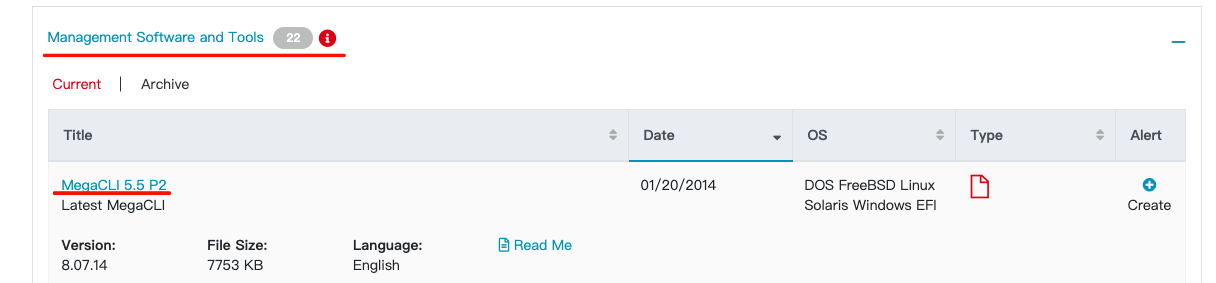 Management Software and Tools 22
Current | Archive
Title Date OS Type Alert
MegaCLI 5.5 P2 01/20/2014 DOS FreeBSD Linux
Latest MegaCLI Solaris Windows EFI Create
Version: File Size: Language: Read Me
8.07.14 7753 KB English